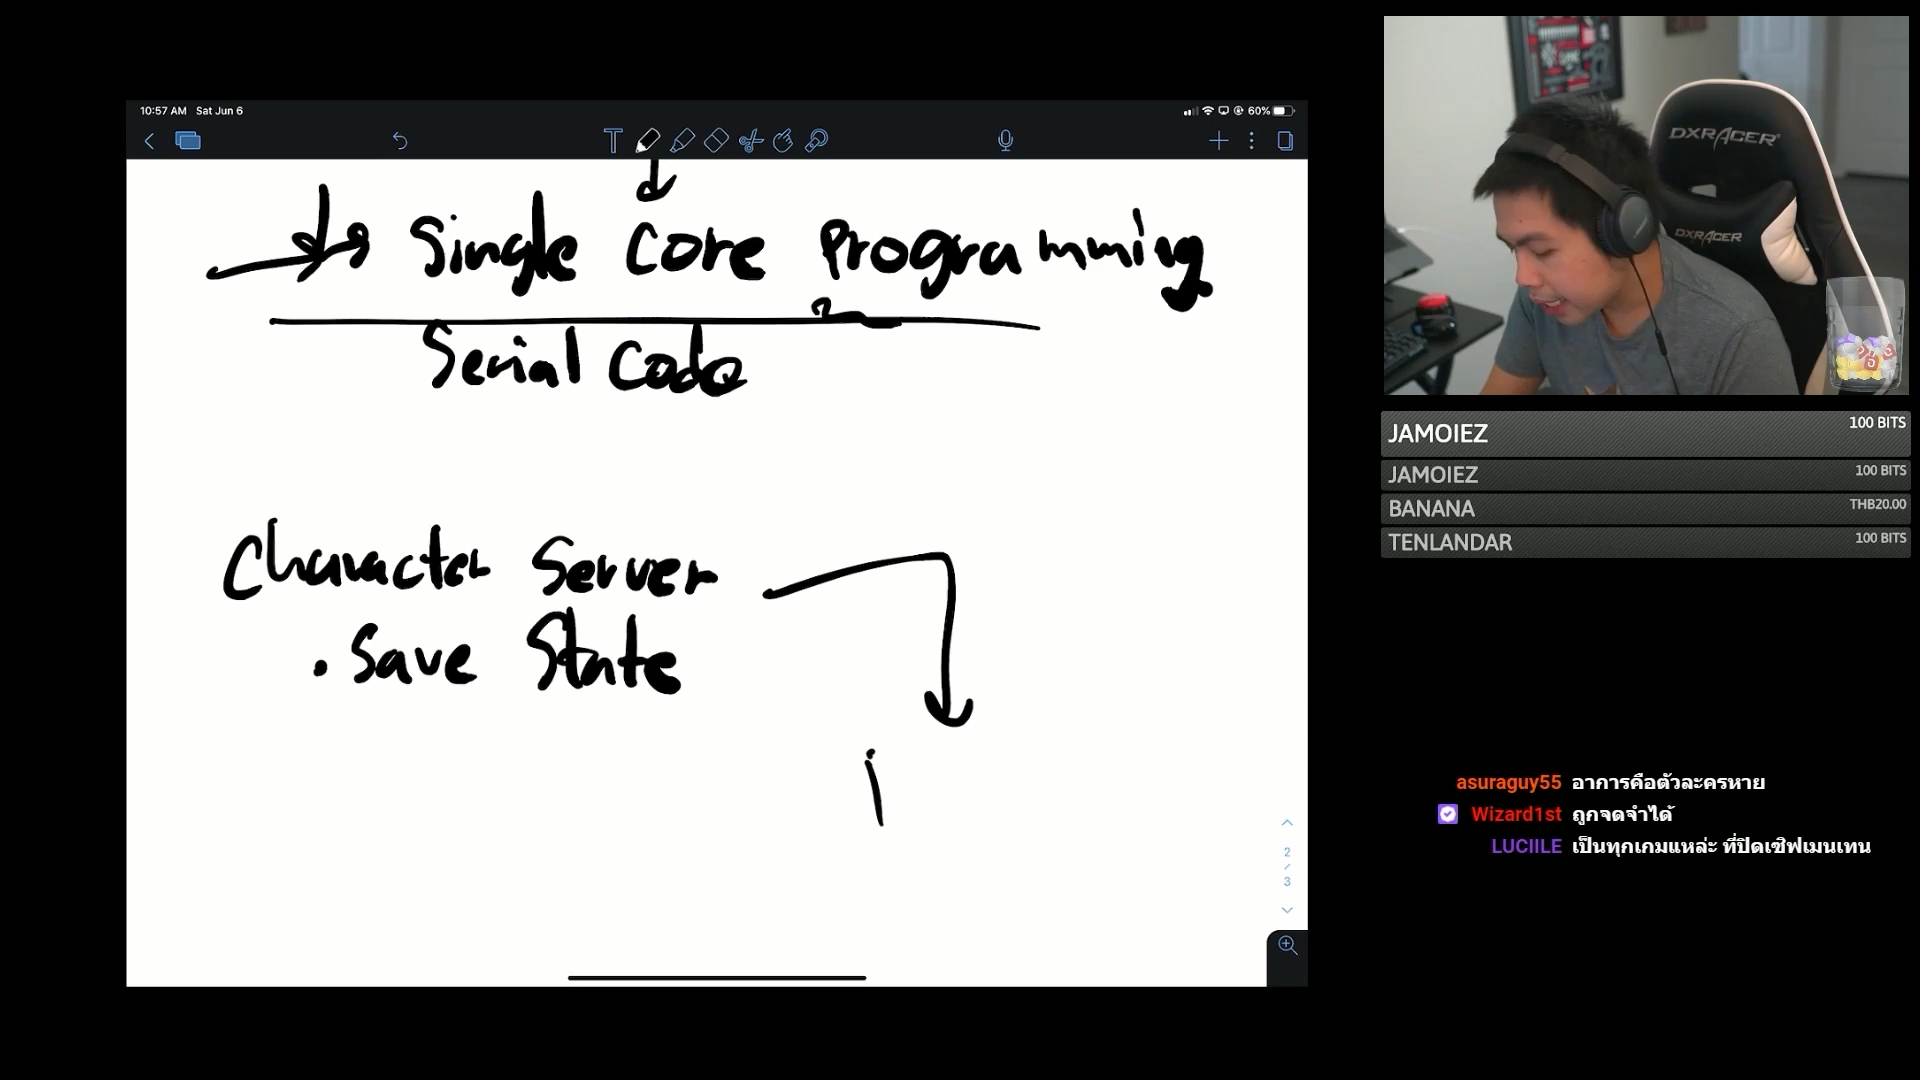 10:57 AM Sat Jun 6
60%
T
Single Core Programming
Serial Code
Character Server
. Save State
i
2
/
3
DXRACER
DXRACER
JAMOIEZ 100 BITS
JAMOIEZ 100 BITS
BANANA THB20.00
TENLANDAR 100 BITS
asuraguy55 อาการคือตัวละครหาย
Wizard1st ถูกจดจำได้
LUCIILE เป็นทุกเกมแหล่ะ ที่ปิดเซิฟเมนเทน